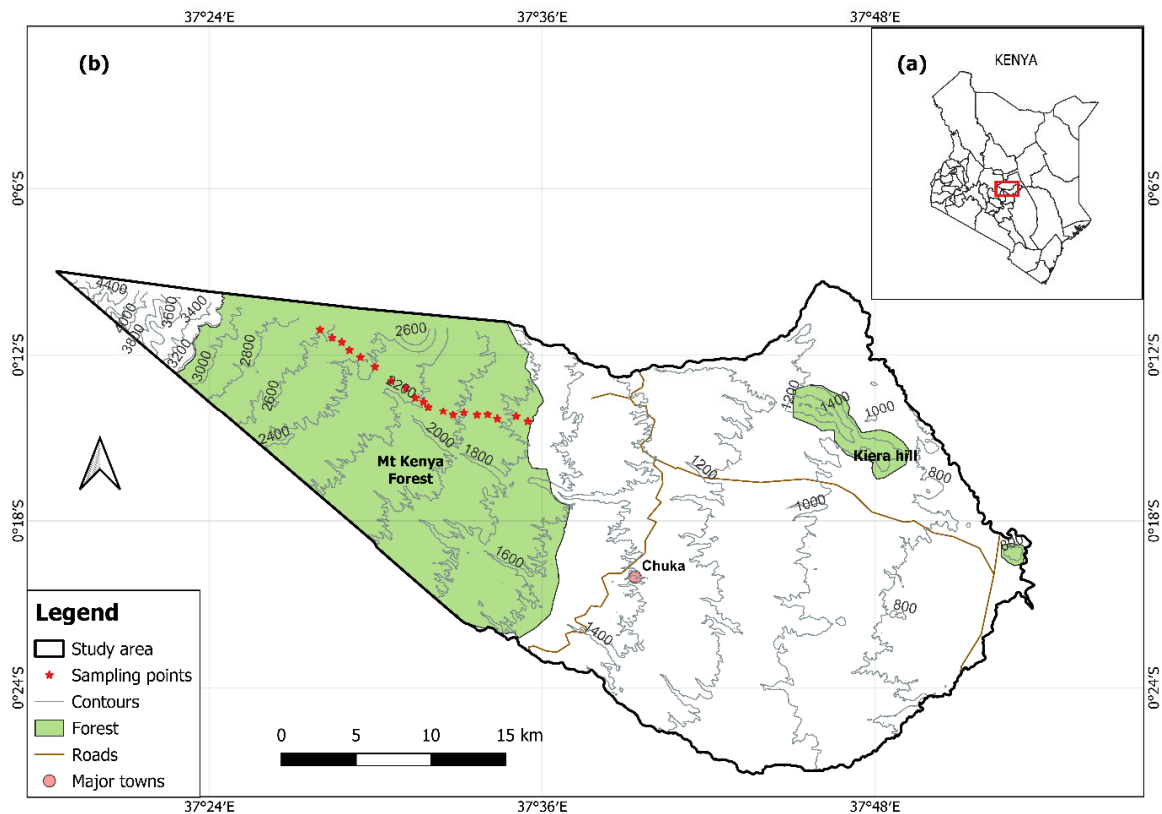 37°24′E 37°36′E 37°48′E
(b)
(a)
KENYA
0°6′S 0°6′S
4400
4000
3800
3600
3400
3200
3000
2800
2600
2600
2400
2200
2000
1800
1600
Mt Kenya
Forest
0°12′S 0°12′S
1200
1400
1000
Kiera hill
800
1200
1000
0°18′S 0°18′S
800
Chuka
800
1400
0°24′S 0°24′S
Legend
Study area
Sampling points
Contours
Forest
Roads
Major towns
0 5 10 15 km
37°24′E 37°36′E 37°48′E